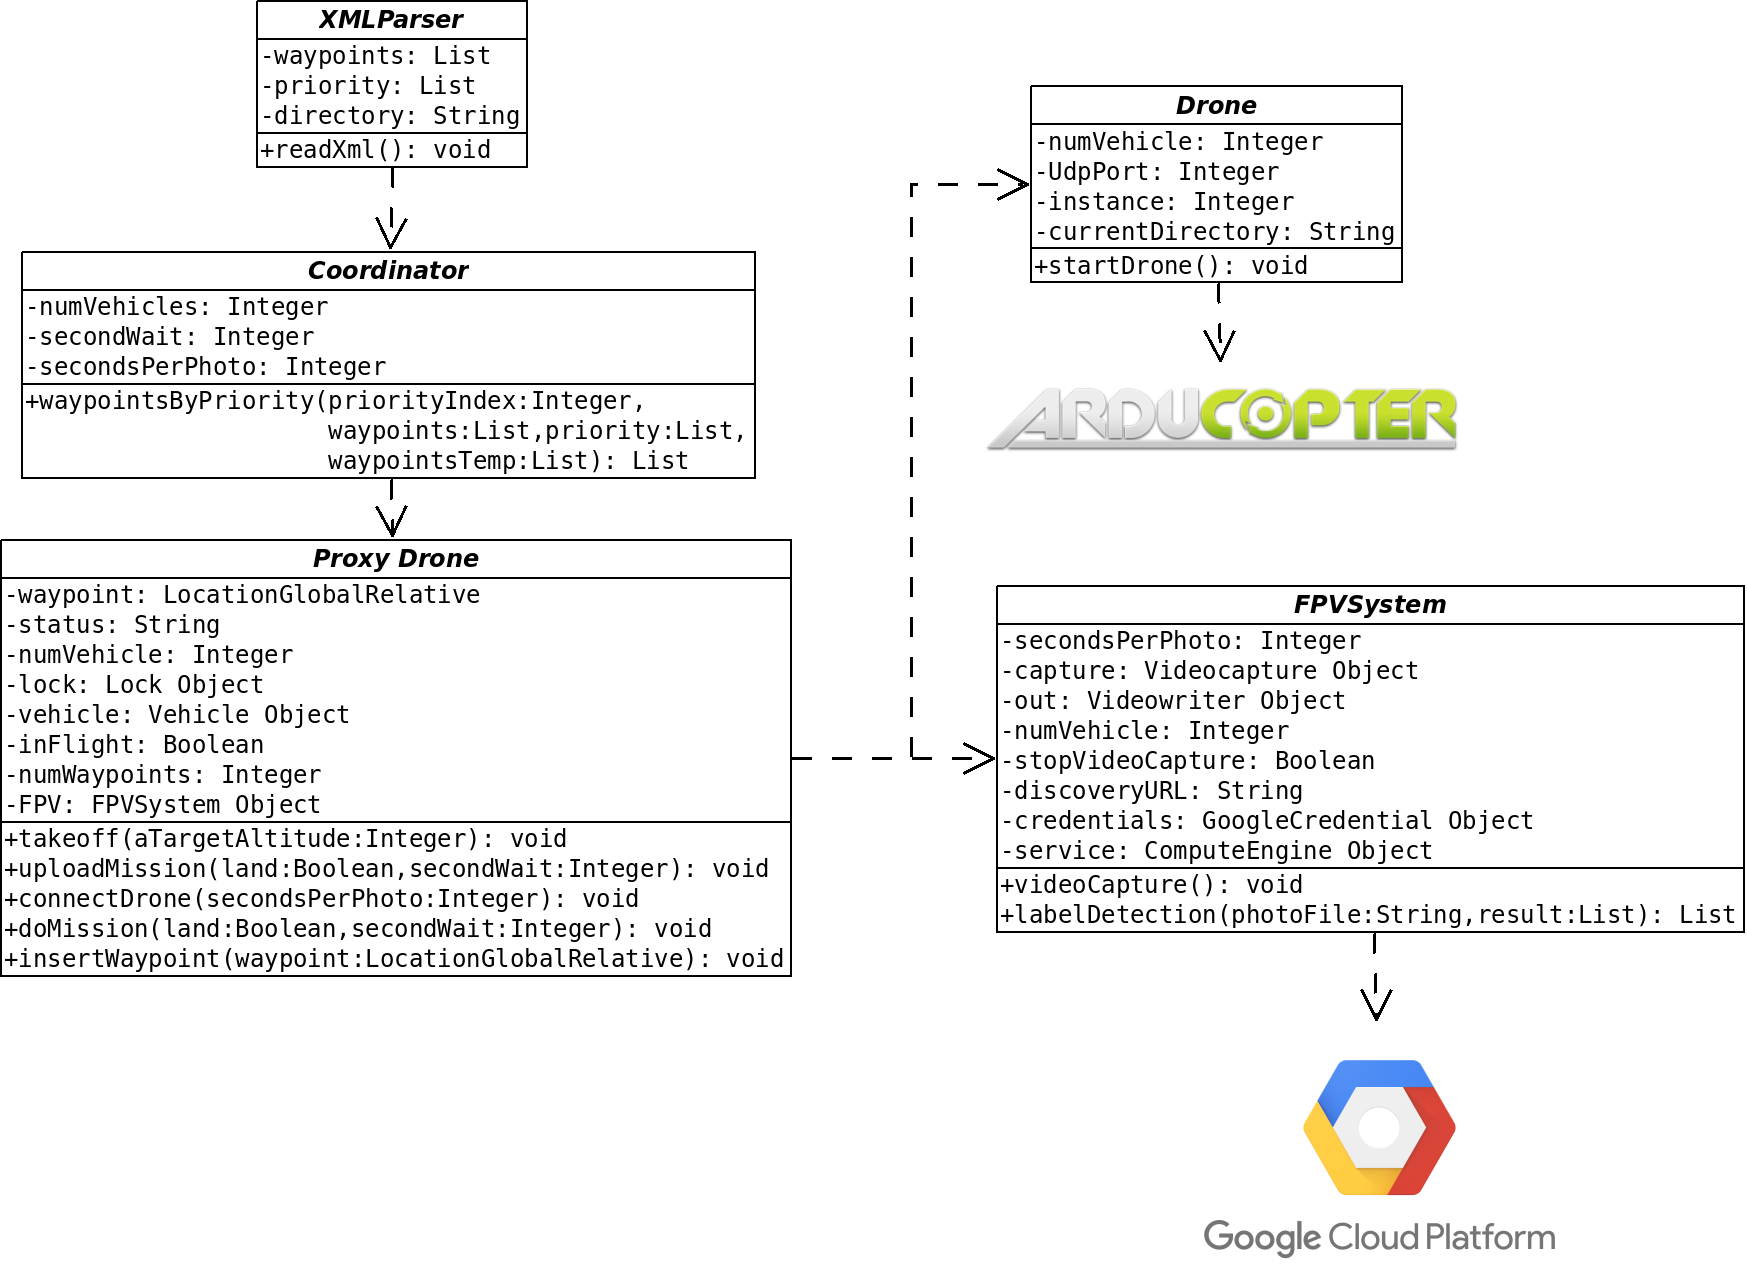 XMLParser
-waypoints: List
-priority: List
-directory: String
+readXml(): void
Coordinator
-numVehicles: Integer
-secondWait: Integer
-secondsPerPhoto: Integer
+waypointsByPriority(priorityIndex:Integer,
waypoints:List,priority:List,
waypointsTemp:List): List
Proxy Drone
-waypoint: LocationGlobalRelative
-status: String
-numVehicle: Integer
-lock: Lock Object
-vehicle: Vehicle Object
-inFlight: Boolean
-numWaypoints: Integer
-FPV: FPVSystem Object
+takeoff(aTargetAltitude:Integer): void
+uploadMission(land:Boolean,secondWait:Integer): void
+connectDrone(secondsPerPhoto:Integer): void
+doMission(land:Boolean,secondWait:Integer): void
+insertWaypoint(waypoint:LocationGlobalRelative): void
Drone
-numVehicle: Integer
-UdpPort: Integer
-instance: Integer
-currentDirectory: String
+startDrone(): void
ARDUCOPTER
FPVSystem
-secondsPerPhoto: Integer
-capture: Videocapture Object
-out: Videowriter Object
-numVehicle: Integer
-stopVideoCapture: Boolean
-discoveryURL: String
-credentials: GoogleCredential Object
-service: ComputeEngine Object
+videoCapture(): void
+labelDetection(photoFile:String,result:List): List
Google Cloud Platform